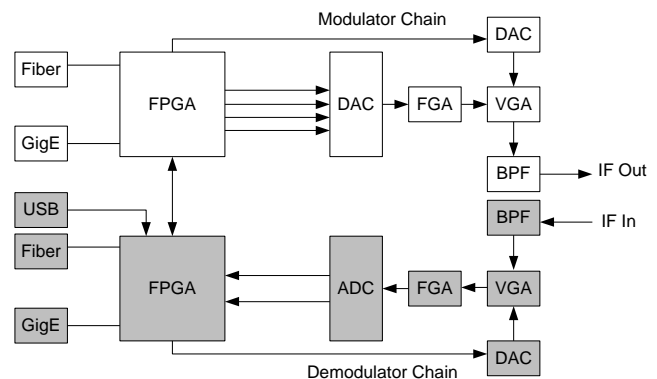 Modulator Chain
DAC
Fiber
FPGA
DAC
FGA
VGA
GigE
BPF
IF Out
USB
BPF
IF In
Fiber
FPGA
ADC
FGA
VGA
GigE
DAC
Demodulator Chain